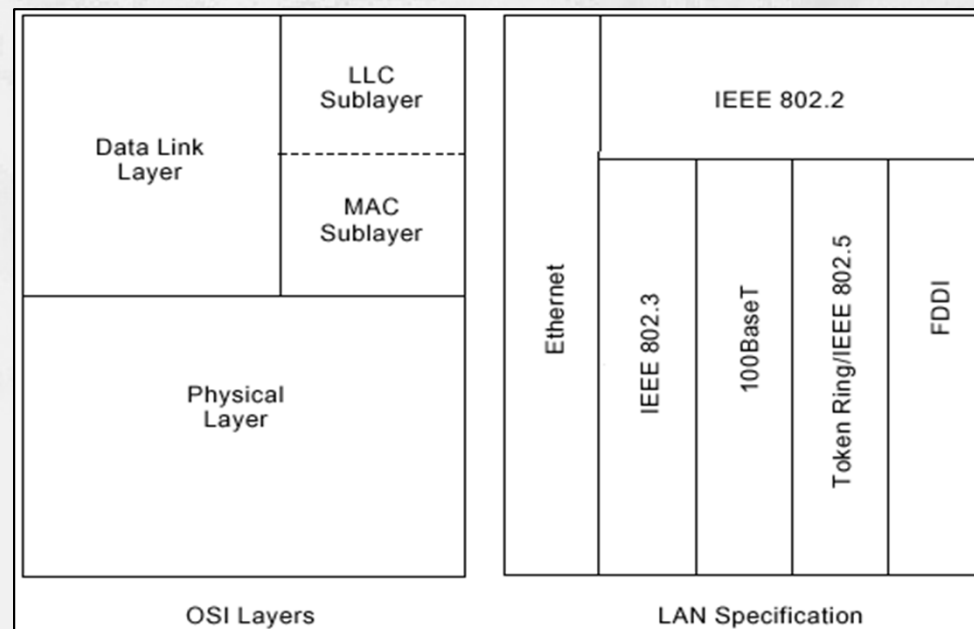 Data Link
Layer
LLC
Sublayer
MAC
Sublayer
Physical
Layer
OSI Layers
IEEE 802.2
Ethernet
IEEE 802.3
100BaseT
Token Ring/IEEE 802.5
FDDI
LAN Specification